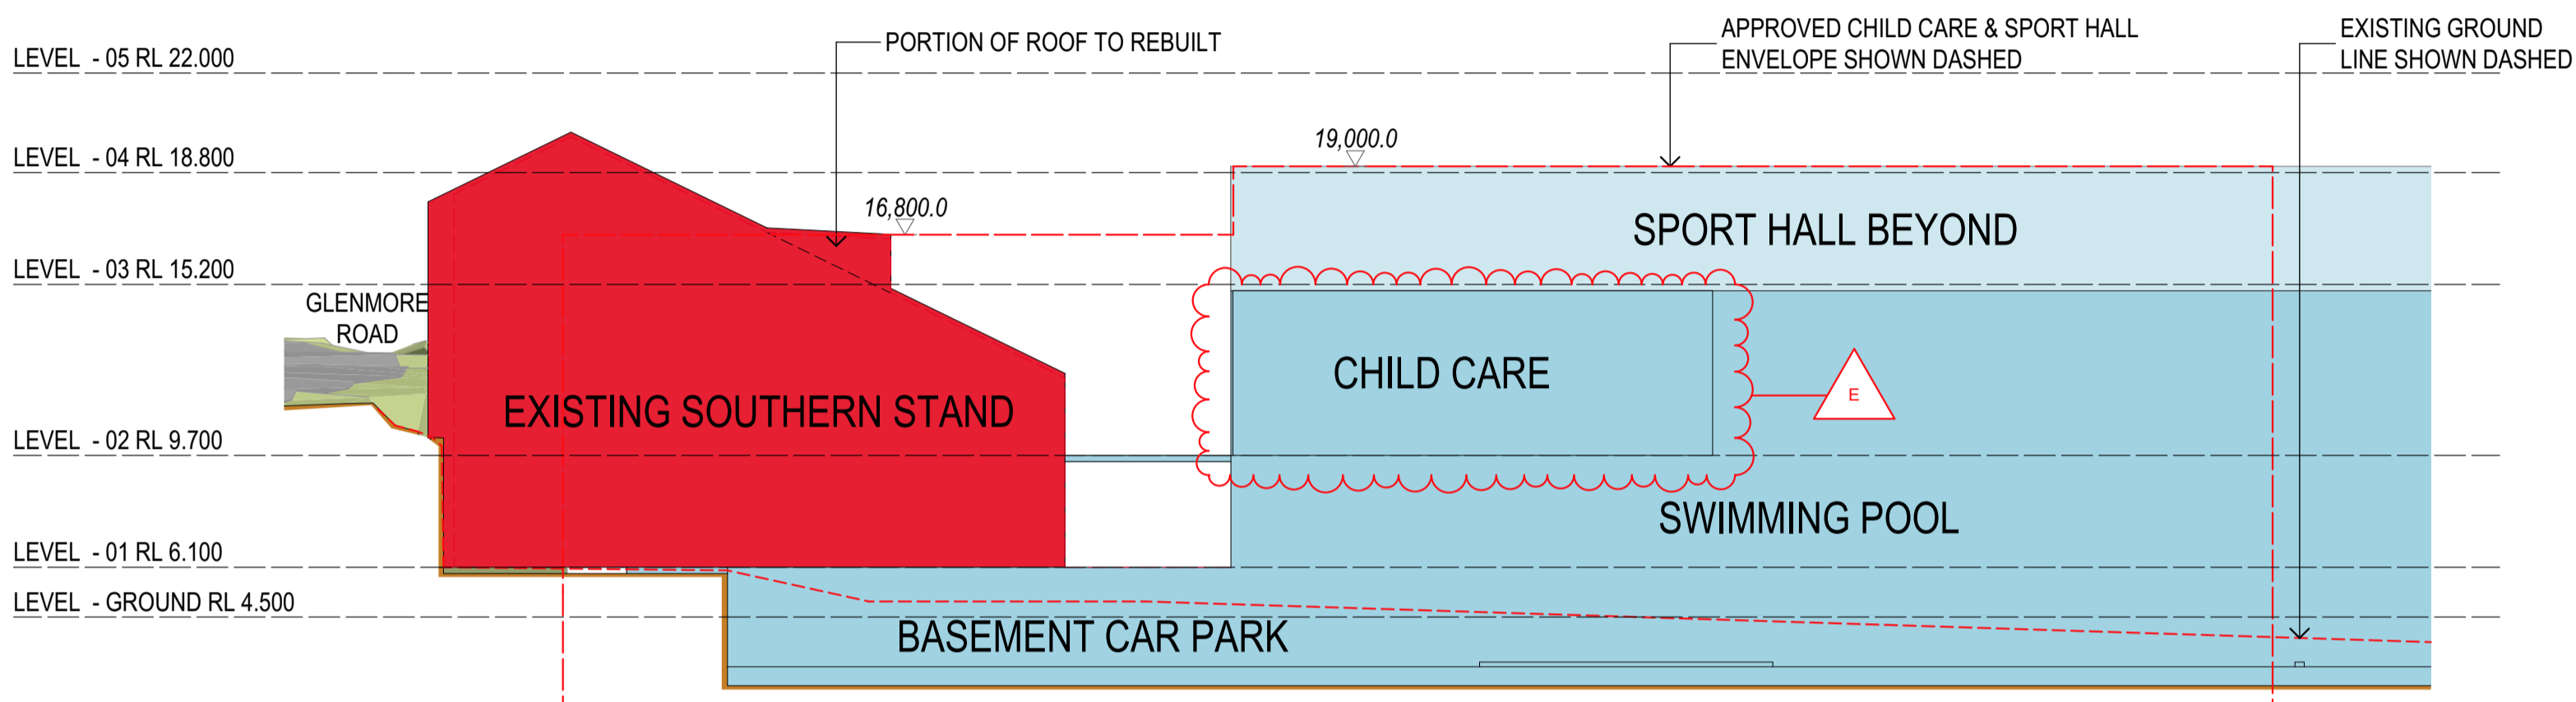 APPROVED CHILD CARE & SPORT HALL
ENVELOPE SHOWN DASHED
EXISTING GROUND
LINE SHOWN DASHED
PORTION OF ROOF TO REBUILT
LEVEL - 05 RL 22.000
19,000.0
LEVEL - 04 RL 18.800
16,800.0
SPORT HALL BEYOND
LEVEL - 03 RL 15.200
GLENMORE
ROAD
CHILD CARE
E
EXISTING SOUTHERN STAND
LEVEL - 02 RL 9.700
SWIMMING POOL
LEVEL - 01 RL 6.100
LEVEL - GROUND RL 4.500
BASEMENT CAR PARK